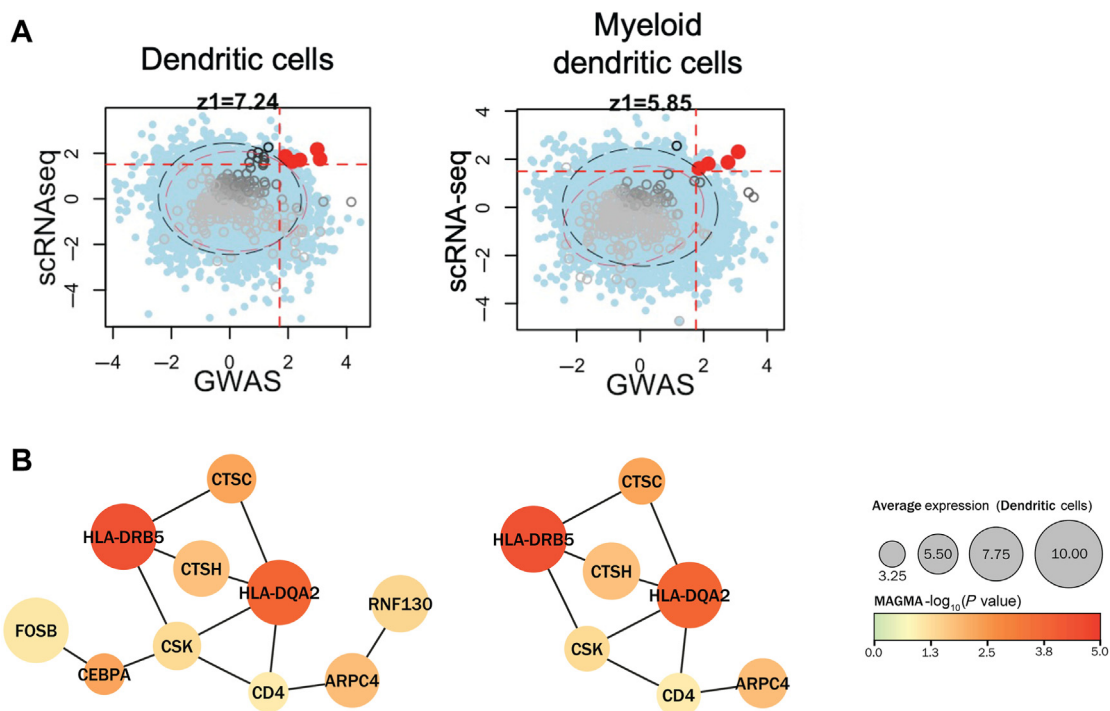 A
Dendritic cells
z1=7.24
scRNAseq
2
0
−2
−4
−4
−2
0
2
4
GWAS
Myeloid
dendritic cells
z1=5.85
scRNA-seq
4
2
0
−2
−4
−2
0
2
4
GWAS
B
CTSC
HLA-DRB5
CTSH
HLA-DQA2
RNF130
FOSB
CSK
CEBPA
CD4
ARPC4
CTSC
HLA-DRB5
CTSH
HLA-DQA2
CSK
CD4
ARPC4
Average expression (Dendritic cells)
3.25
5.50
7.75
10.00
MAGMA -log10(P value)
0.0 1.3 2.5 3.8 5.0